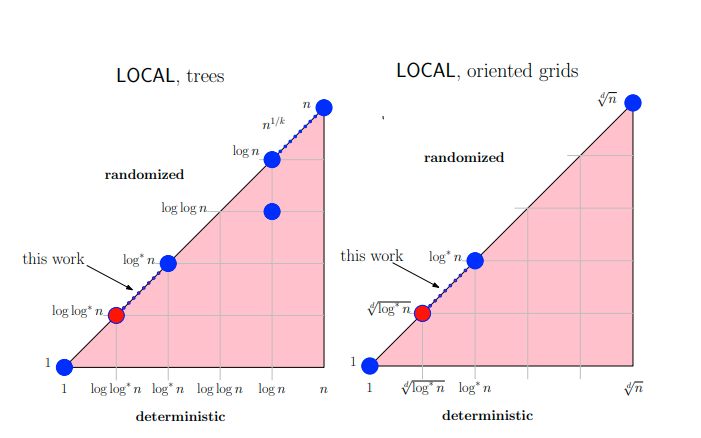 LOCAL, trees
n
n^{1/k}
log n
randomized
log log n
this work
log* n
log log* n
1
1 log log* n log* n log log n log n n
deterministic
LOCAL, oriented grids
\sqrt[d]{n}
randomized
this work
log* n
\sqrt[d]{log* n}
1
1 \sqrt[d]{log* n} log* n \sqrt[d]{n}
deterministic